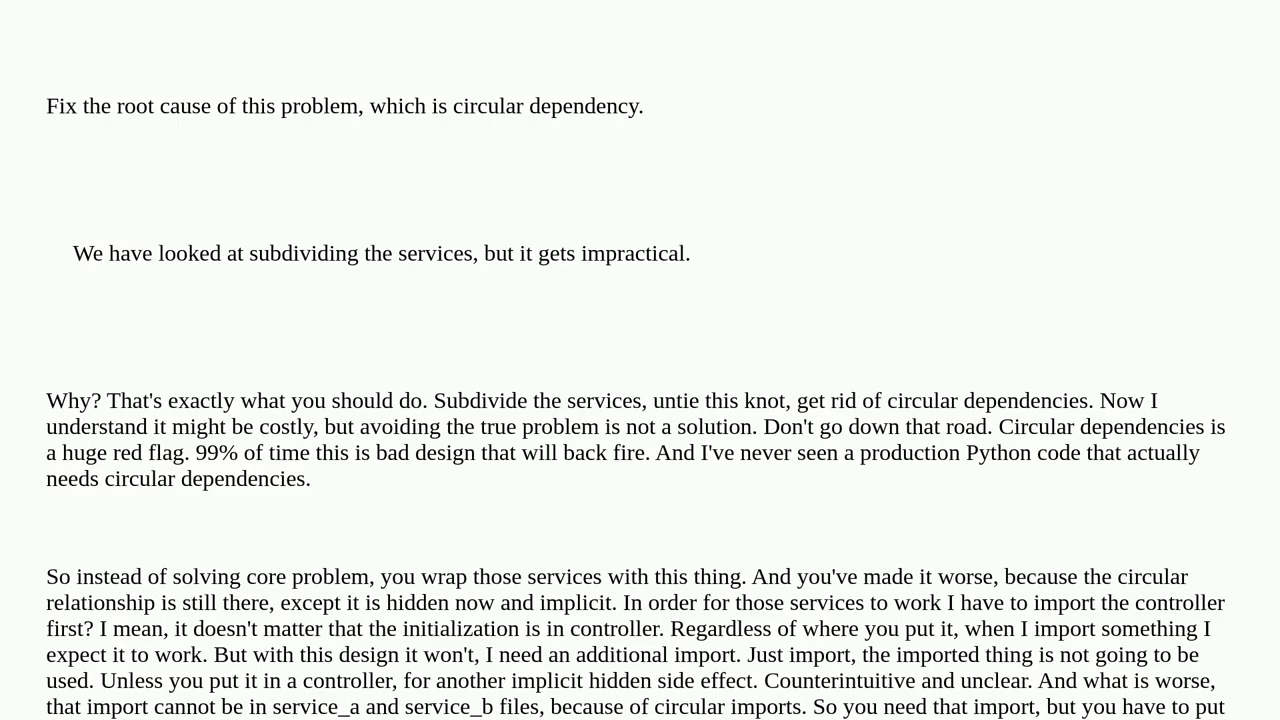 Fix the root cause of this problem, which is circular dependency.
We have looked at subdividing the services, but it gets impractical.
Why? That's exactly what you should do. Subdivide the services, untie this knot, get rid of circular dependencies. Now I
understand it might be costly, but avoiding the true problem is not a solution. Don't go down that road. Circular dependencies is
a huge red flag. 99% of time this is bad design that will back fire. And I've never seen a production Python code that actually
needs circular dependencies.
So instead of solving core problem, you wrap those services with this thing. And you've made it worse, because the circular
relationship is still there, except it is hidden now and implicit. In order for those services to work I have to import the controller
first? I mean, it doesn't matter that the initialization is in controller. Regardless of where you put it, when I import something I
expect it to work. But with this design it won't, I need an additional import. Just import, the imported thing is not going to be
used. Unless you put it in a controller, for another implicit hidden side effect. Counterintuitive and unclear. And what is worse,
that import cannot be in service_a and service_b files, because of circular imports. So you need that import, but you have to put